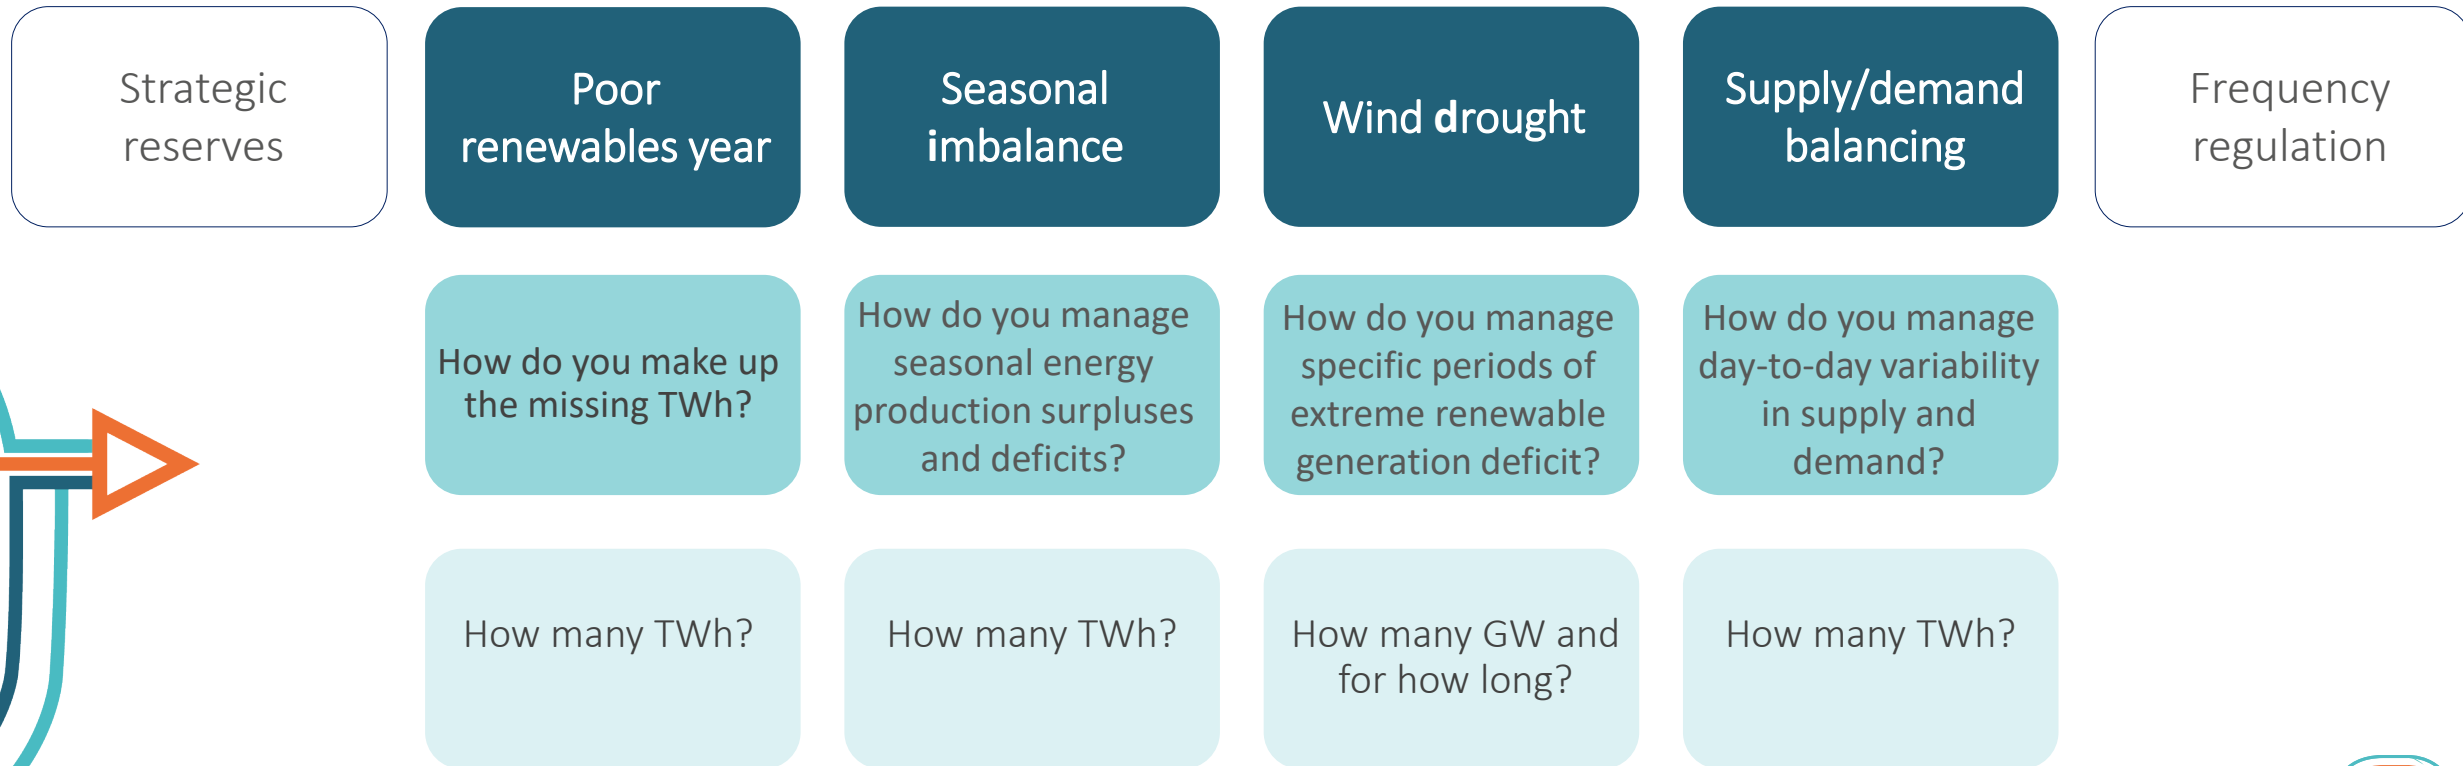 Strategic
reserves
Poor
renewables year
Seasonal
imbalance
Wind drought
Supply/demand
balancing
Frequency
regulation
How do you make up
the missing TWh?
How do you manage
seasonal energy
production surpluses
and deficits?
How do you manage
specific periods of
extreme renewable
generation deficit?
How do you manage
day-to-day variability
in supply and
demand?
How many TWh?
How many TWh?
How many GW and
for how long?
How many TWh?